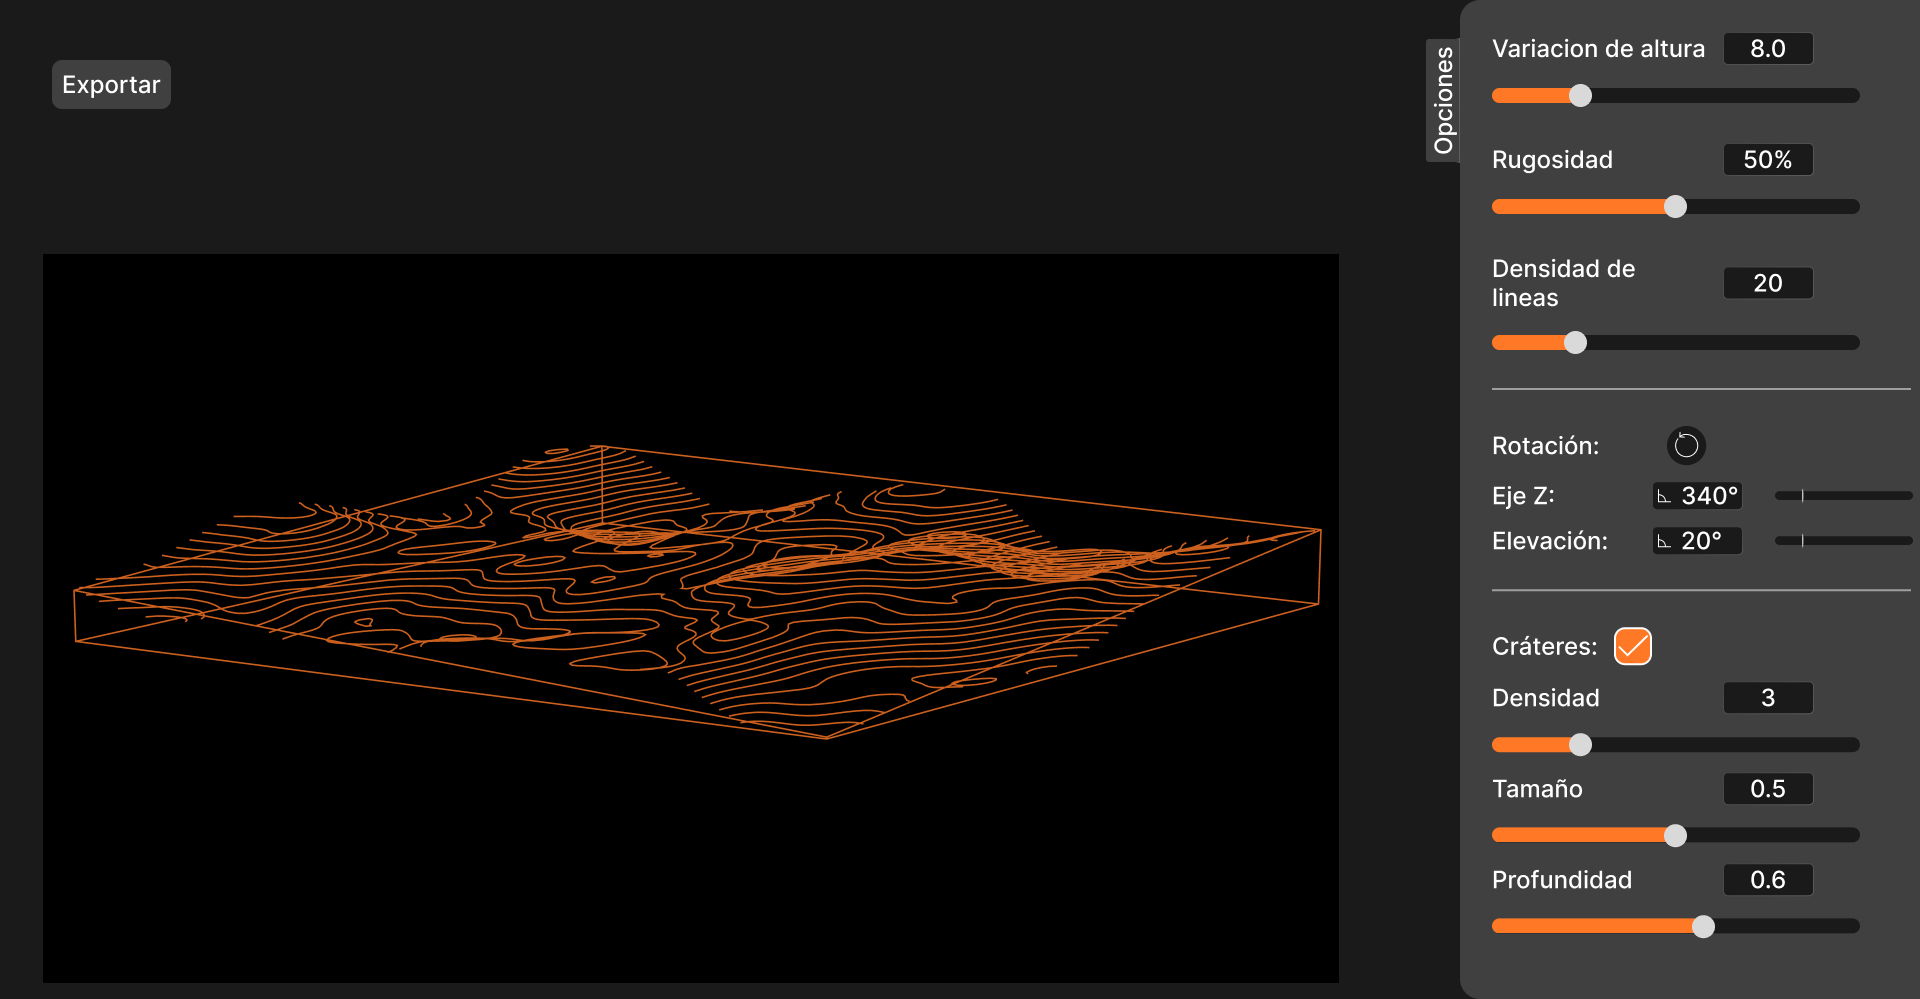 Exportar
Opciones
Variacion de altura 8.0
Rugosidad 50%
Densidad de
lineas
20
Rotación:
Eje Z: 340°
Elevación: 20°
Cráteres:
Densidad 3
Tamaño 0.5
Profundidad 0.6